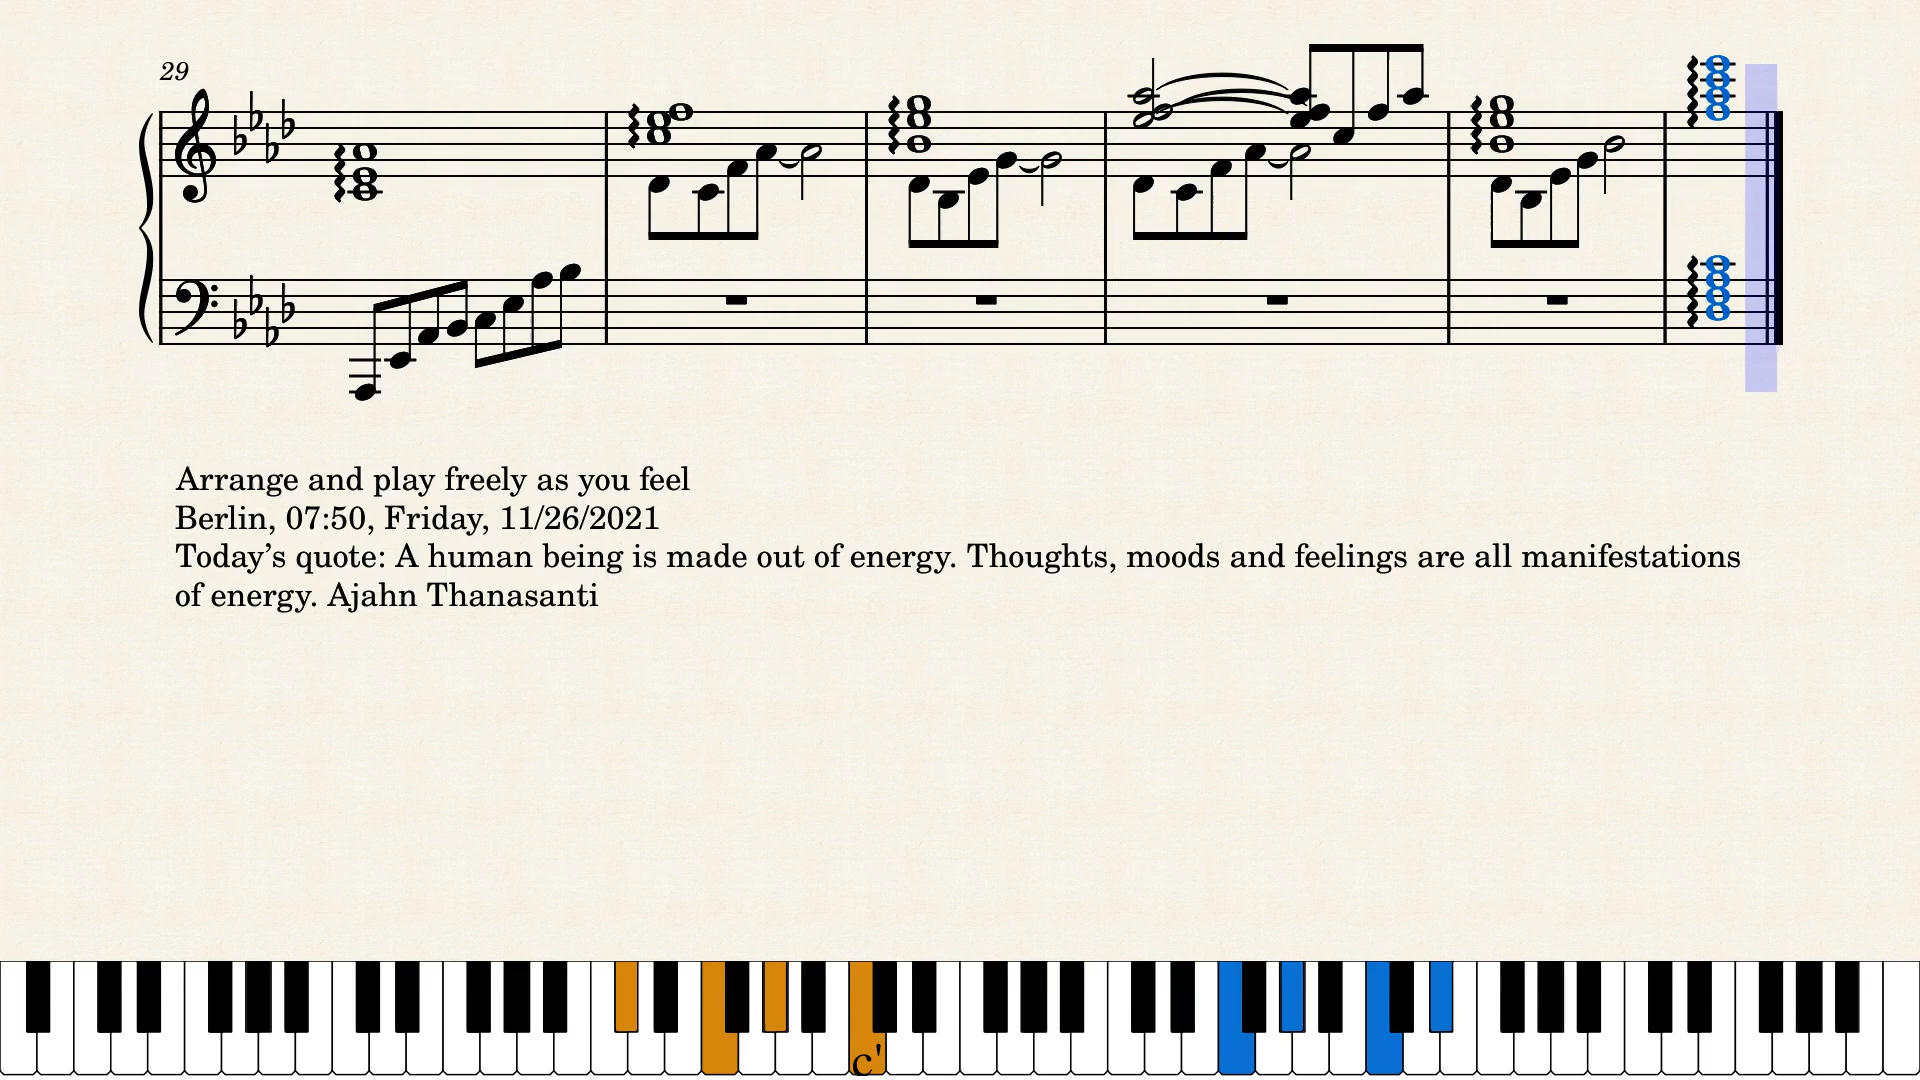 29
Arrange and play freely as you feel
Berlin, 07:50, Friday, 11/26/2021
Today’s quote: A human being is made out of energy. Thoughts, moods and feelings are all manifestations
of energy. Ajahn Thanasanti
c'